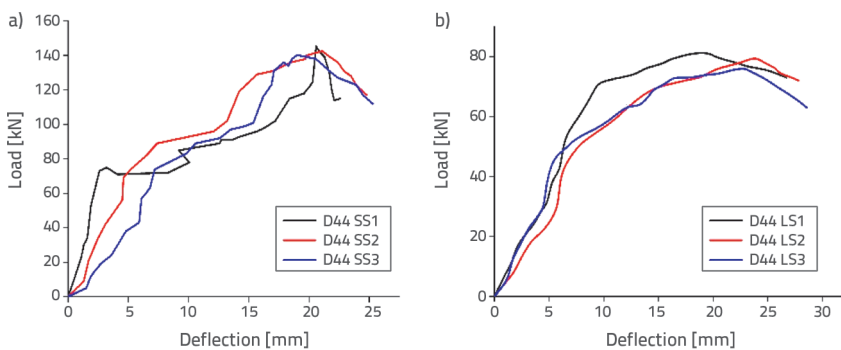 a)
160
140
120
100
80
60
40
20
0
Load [kN]
0 5 10 15 20 25
Deflection [mm]
D44 SS1
D44 SS2
D44 SS3
b)
80
60
40
20
0
Load [kN]
0 5 10 15 20 25 30
Deflection [mm]
D44 LS1
D44 LS2
D44 LS3